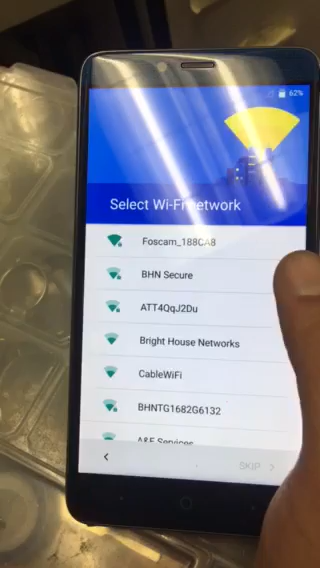 62%
Select Wi-Fi network
Foscam_188CA8
BHN Secure
ATT4QqJ2Du
Bright House Networks
CableWiFi
BHNTG1682G6132
A&E Services
SKIP